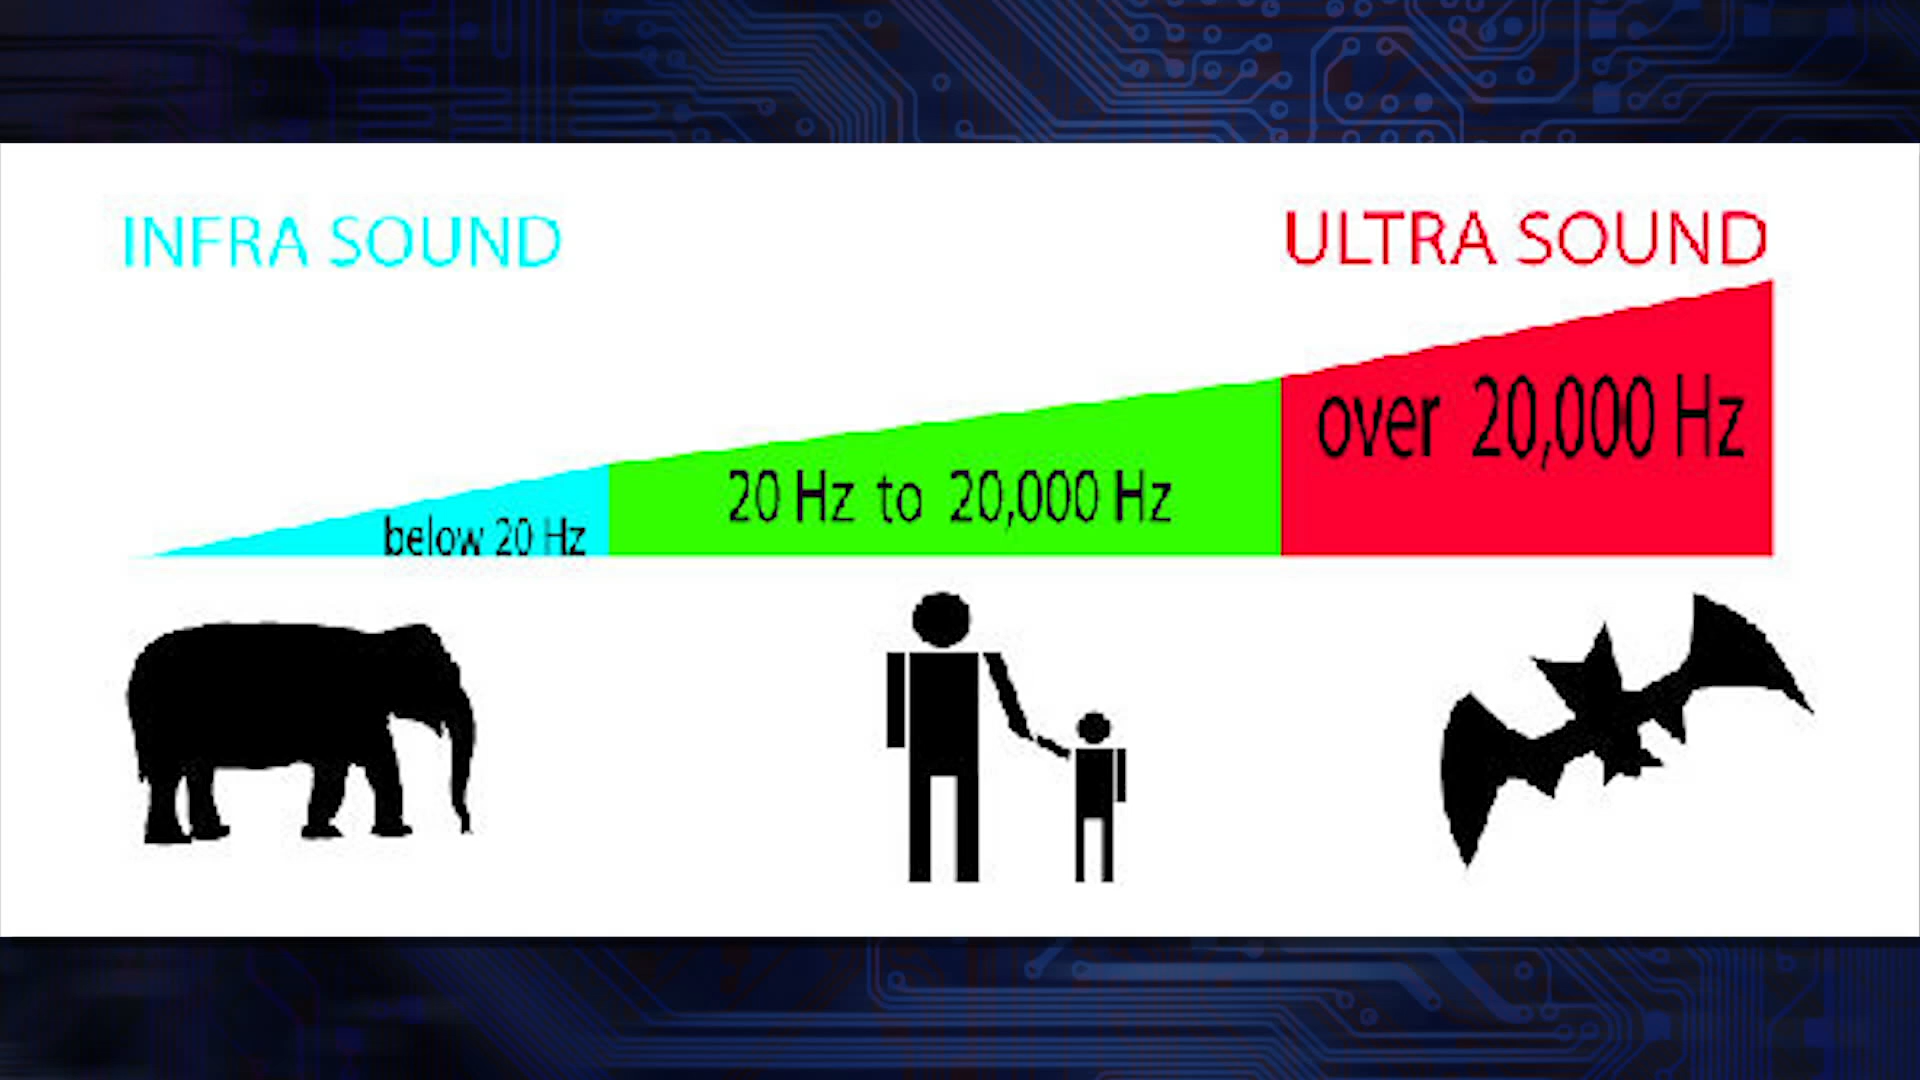 INFRA SOUND
ULTRA SOUND
below 20 Hz
20 Hz to 20,000 Hz
over 20,000 Hz